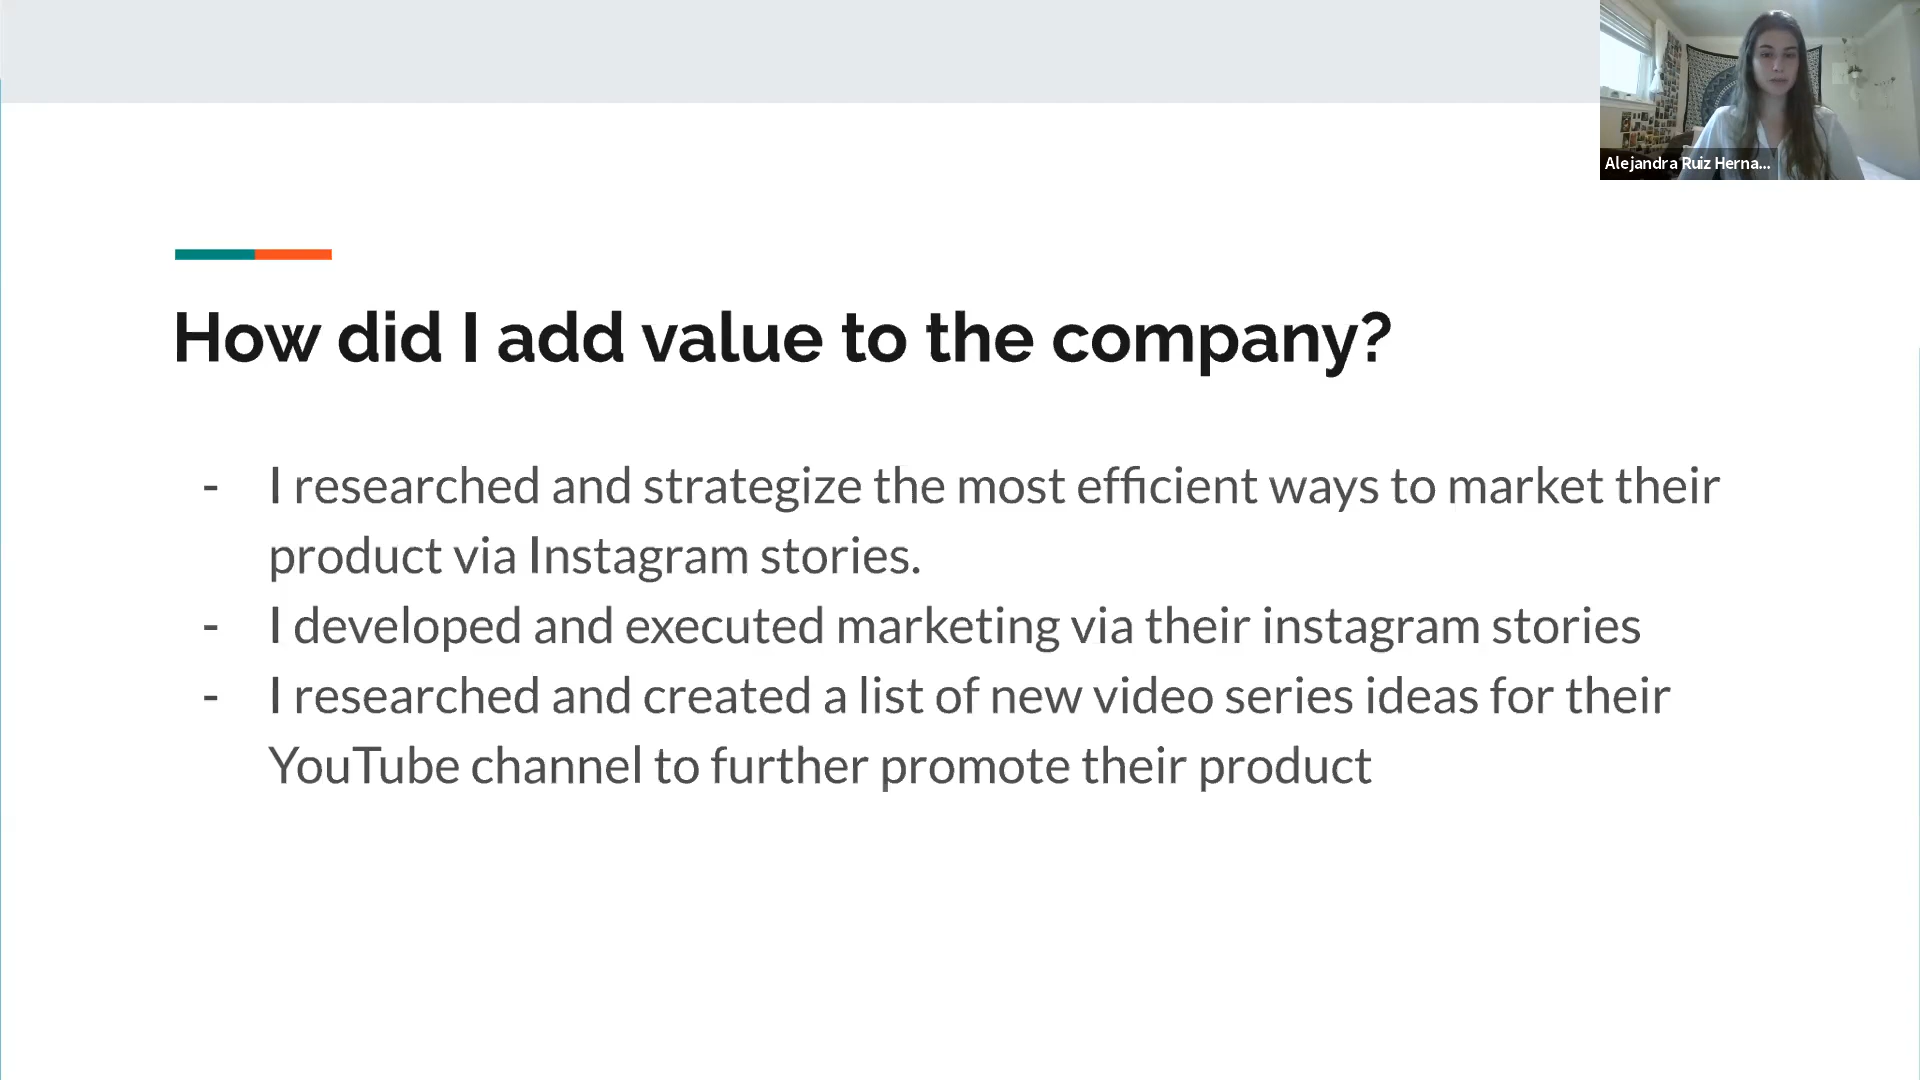 Alejandra Ruiz Herna...
How did I add value to the company?
- I researched and strategize the most efficient ways to market their
product via Instagram stories.
- I developed and executed marketing via their instagram stories
- I researched and created a list of new video series ideas for their
YouTube channel to further promote their product